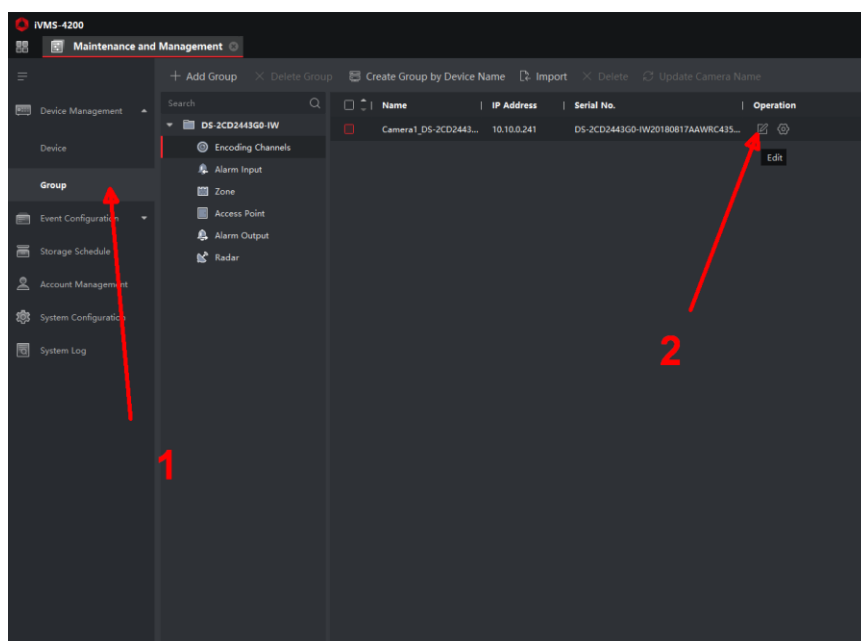 iVMS-4200
Maintenance and Management
Add Group Delete Group Create Group by Device Name Import Delete Update Camera Name
Device Management
Device
Group
Event Configuration
Storage Schedule
Account Management
System Configuration
System Log
Search
DS-2CD2443G0-IW
Encoding Channels
Alarm Input
Zone
Access Point
Alarm Output
Radar
Name IP Address Serial No. Operation
Camera1_DS-2CD2443... 10.10.0.241 DS-2CD2443G0-IW20180817AAWRC435...
Edit
1
2